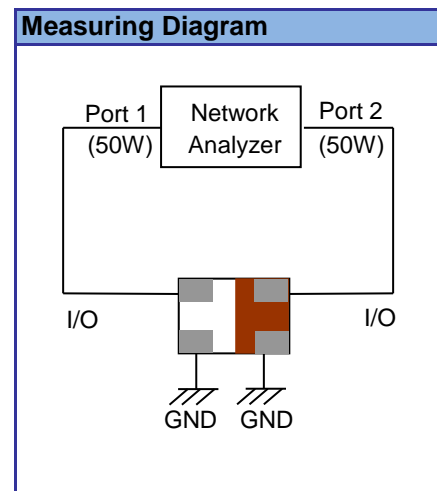 Measuring Diagram
Port 1
(50W)
Network
Analyzer
Port 2
(50W)
I/O
I/O
GND
GND